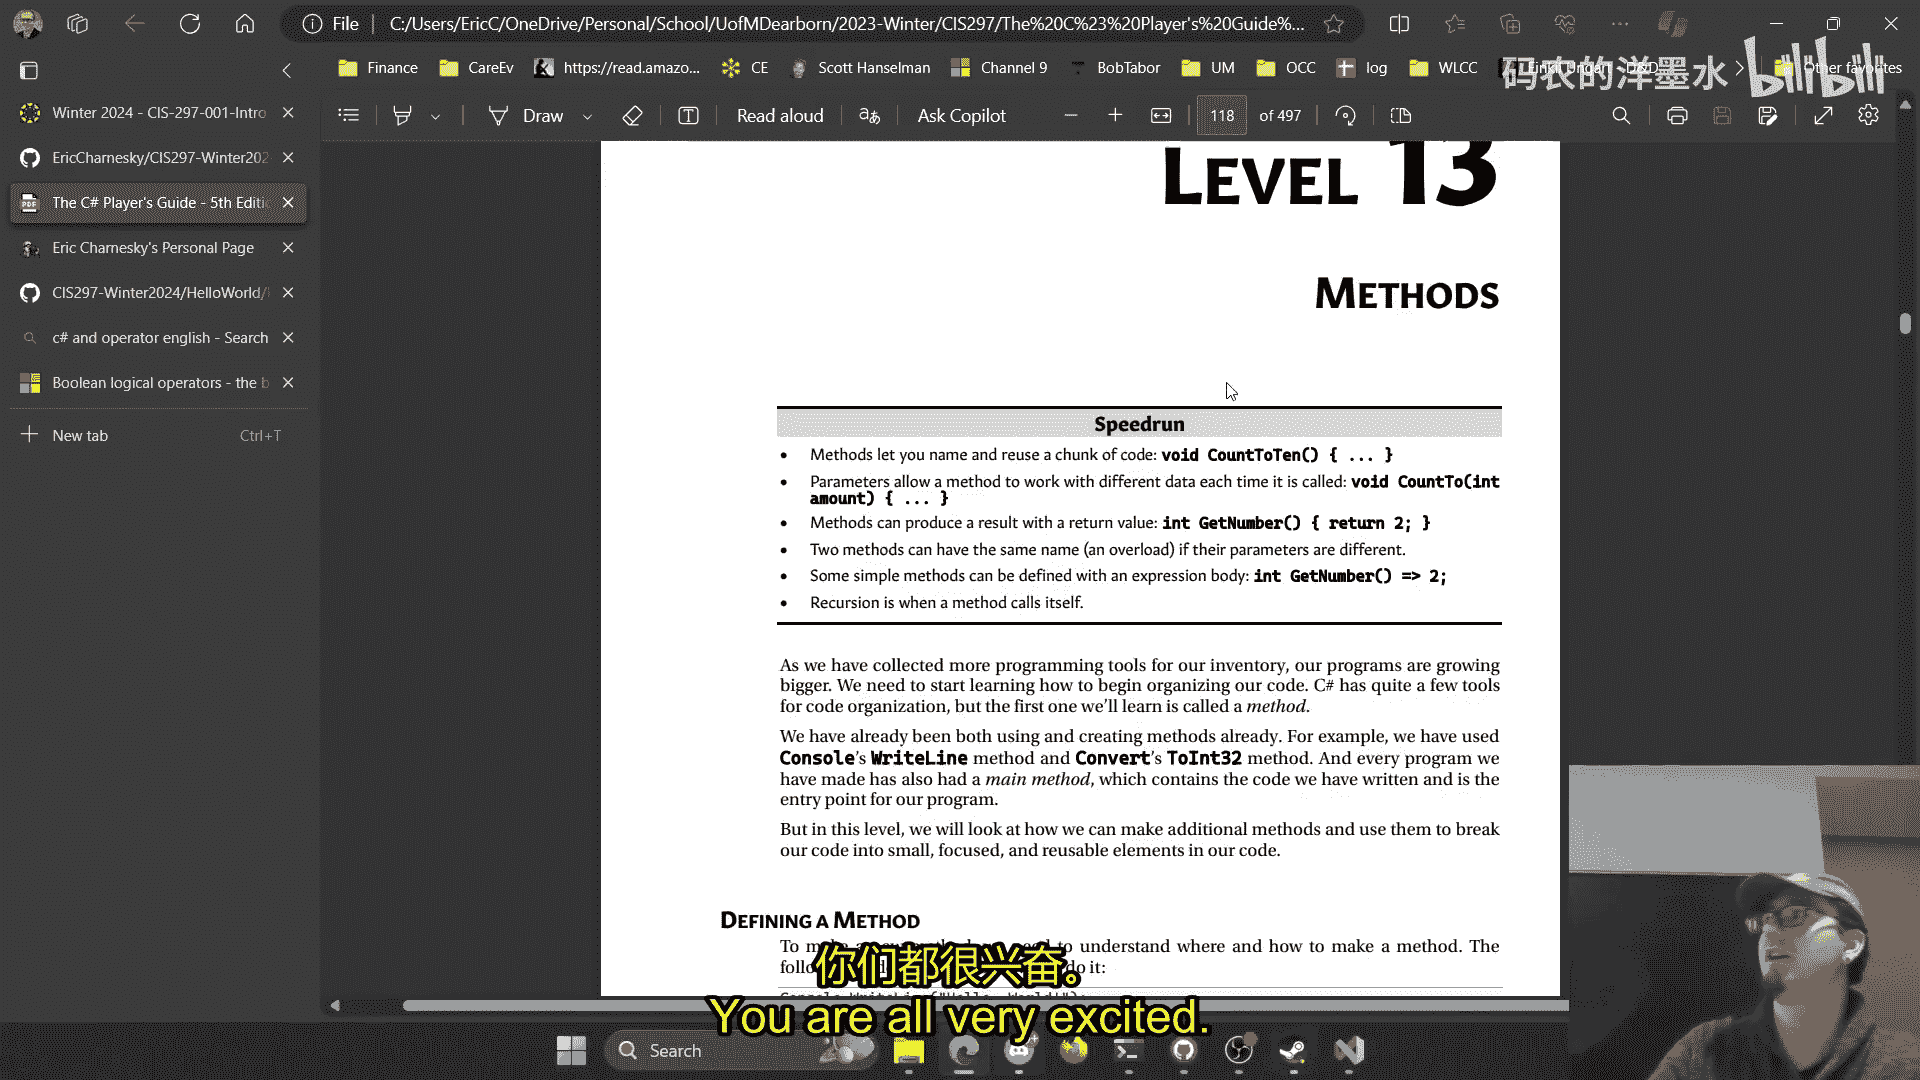 File
C:/Users/EricC/OneDrive/Personal/School/UofMDearborn/2023-Winter/CIS297/The%20C%23%20Player's%20Guide%...
Finance
CareEv
https://read.amazo...
CE
Scott Hanselman
Channel 9
BobTabor
UM
OCC
log
WLCC
Other favorites
码农的洋墨水
bilibili
Winter 2024 - CIS-297-001-Intro
EricCharnesky/CIS297-Winter202
The C# Player's Guide - 5th Editi
Eric Charnesky's Personal Page
CIS297-Winter2024/HelloWorld/
c# and operator english - Search
Boolean logical operators - the b
New tab
Ctrl+T
Draw
Read aloud
Ask Copilot
118
of 497
LEVEL 13
METHODS
Speedrun
• Methods let you name and reuse a chunk of code: void CountToTen() { ... }
• Parameters allow a method to work with different data each time it is called: void CountTo(int
amount) { ... }
• Methods can produce a result with a return value: int GetNumber() { return 2; }
• Two methods can have the same name (an overload) if their parameters are different.
• Some simple methods can be defined with an expression body: int GetNumber() => 2;
• Recursion is when a method calls itself.
As we have collected more programming tools for our inventory, our programs are growing
bigger. We need to start learning how to begin organizing our code. C# has quite a few tools
for code organization, but the first one we'll learn is called a method.
We have already been both using and creating methods already. For example, we have used
Console's WriteLine method and Convert's ToInt32 method. And every program we
have made has also had a main method, which contains the code we have written and is the
entry point for our program.
But in this level, we will look at how we can make additional methods and use them to break
our code into small, focused, and reusable elements in our code.
DEFINING A METHOD
To to understand where and how to make a method. The
do it:
你们都很兴奋。
You are all very excited.
Search